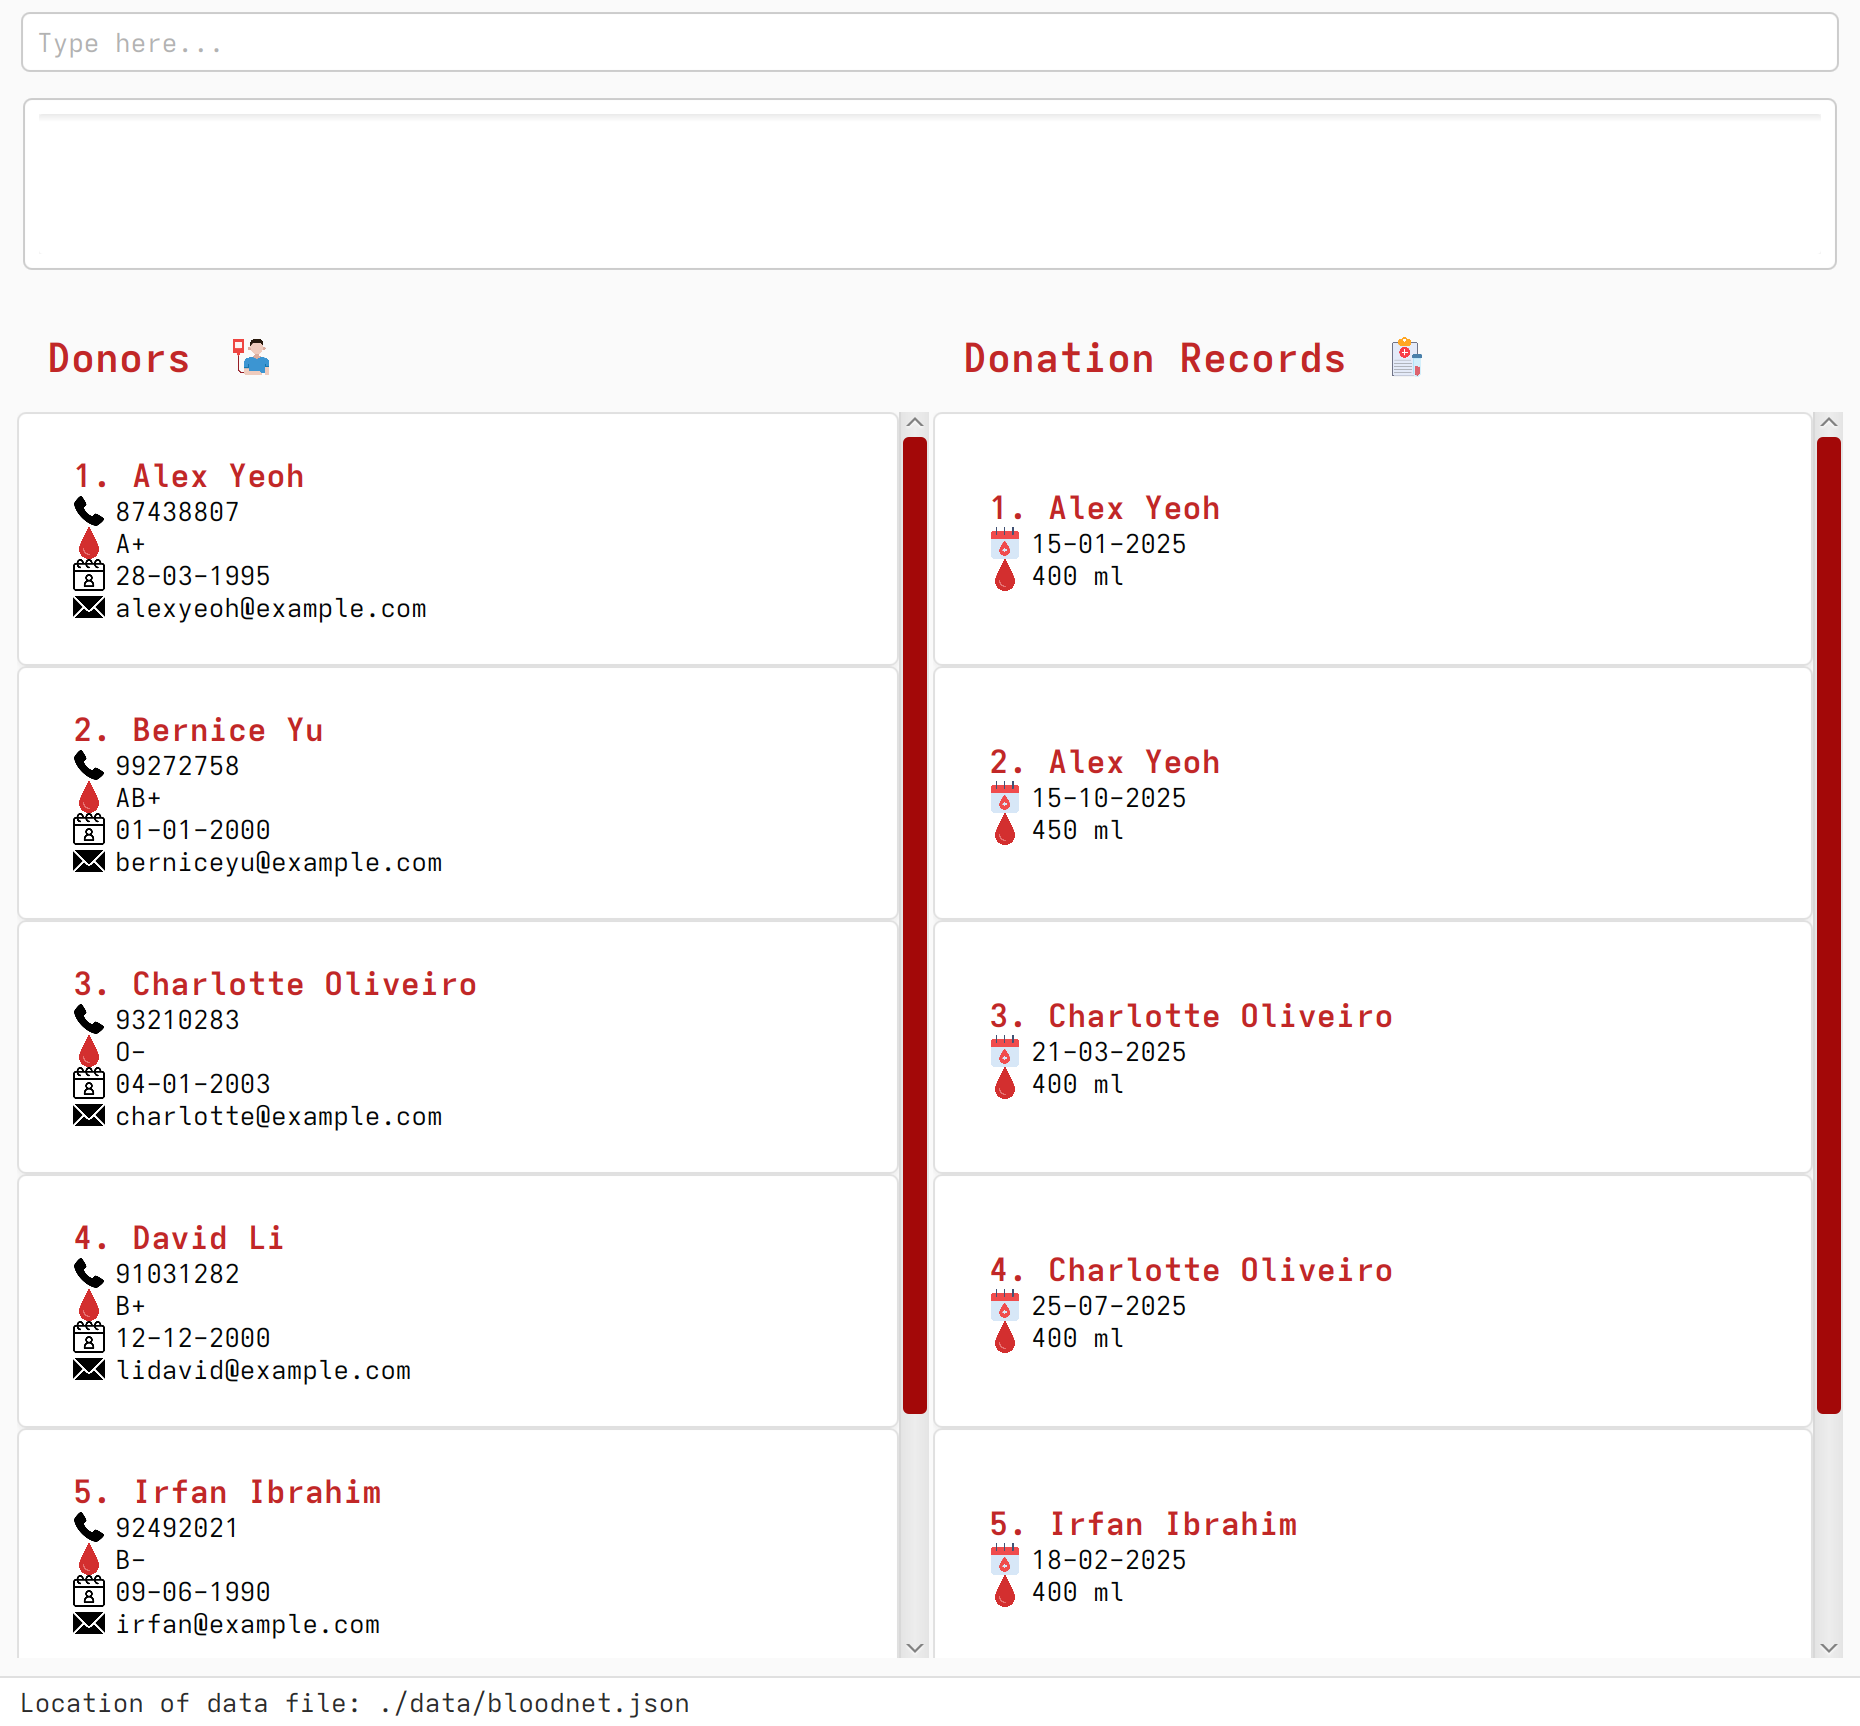 Type here...
Donors
1. Alex Yeoh
87438807
A+
28-03-1995
alexyeoh@example.com
2. Bernice Yu
99272758
AB+
01-01-2000
berniceyu@example.com
3. Charlotte Oliveiro
93210283
O-
04-01-2003
charlotte@example.com
4. David Li
91031282
B+
12-12-2000
lidavid@example.com
5. Irfan Ibrahim
92492021
B-
09-06-1990
irfan@example.com
Donation Records
1. Alex Yeoh
15-01-2025
400 ml
2. Alex Yeoh
15-10-2025
450 ml
3. Charlotte Oliveiro
21-03-2025
400 ml
4. Charlotte Oliveiro
25-07-2025
400 ml
5. Irfan Ibrahim
18-02-2025
400 ml
Location of data file: ./data/bloodnet.json